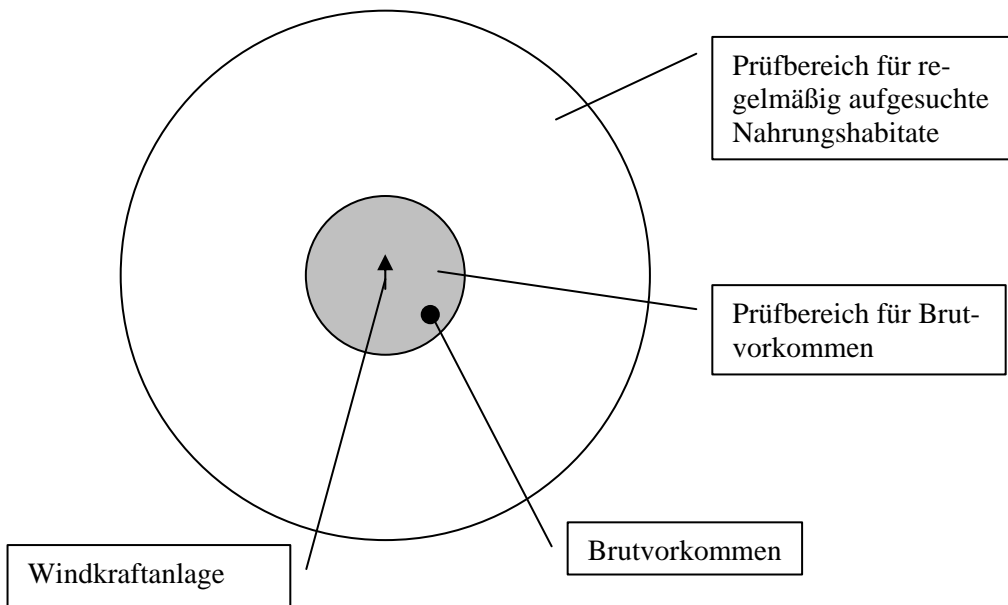 Prüfbereich für re-
gelmäßig aufgesuchte
Nahrungshabitate
Prüfbereich für Brut-
vorkommen
Brutvorkommen
Windkraftanlage